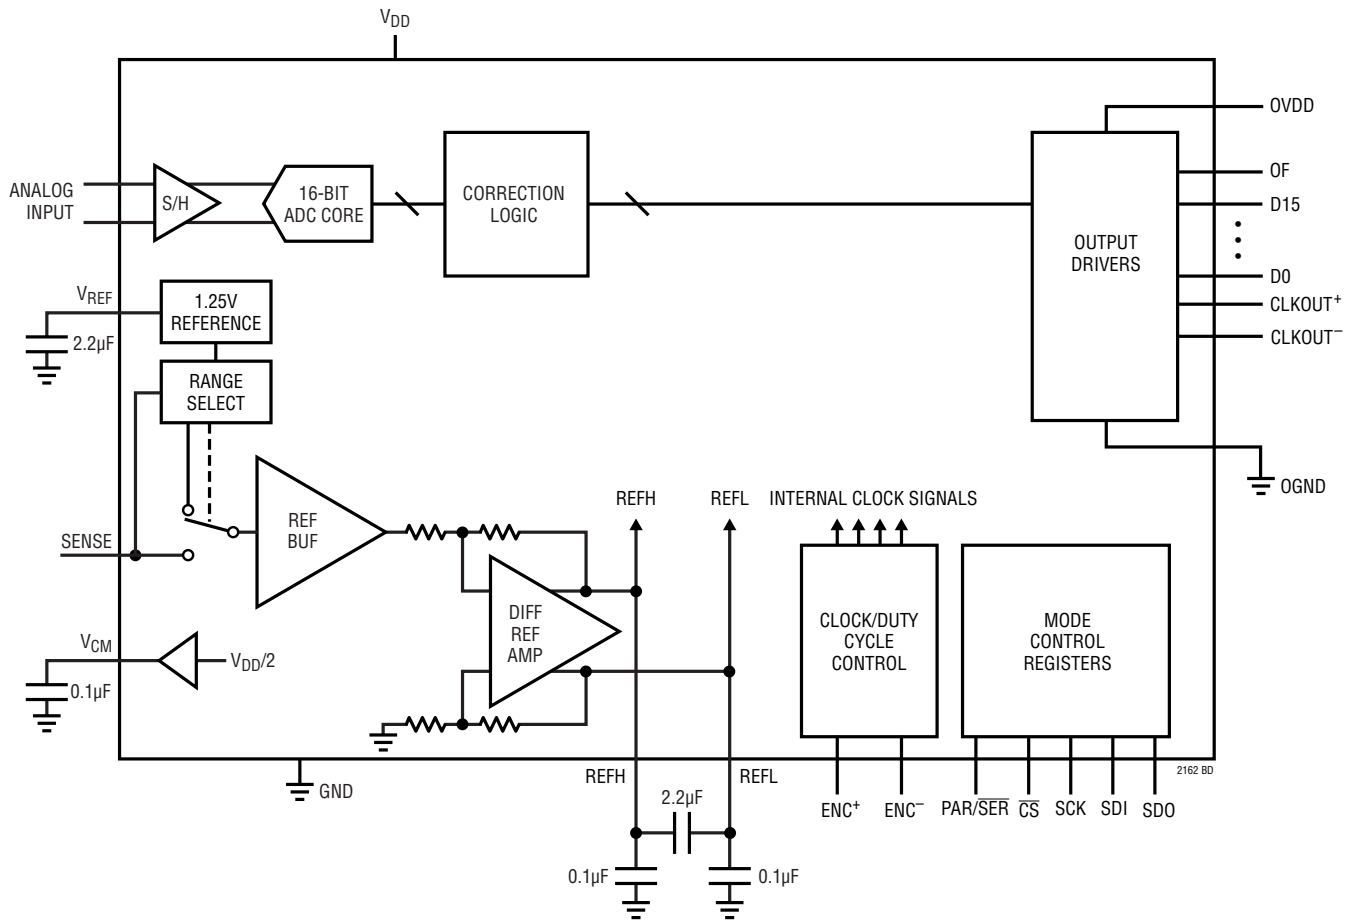 VDD
OVDD
OF
D15
D0
CLKOUT+
CLKOUT−
OGND
ANALOG
INPUT
S/H
16-BIT
ADC CORE
CORRECTION
LOGIC
OUTPUT
DRIVERS
VREF
2.2µF
1.25V
REFERENCE
RANGE
SELECT
SENSE
REF
BUF
REFH
REFL
INTERNAL CLOCK SIGNALS
DIFF
REF
AMP
CLOCK/DUTY
CYCLE
CONTROL
MODE
CONTROL
REGISTERS
VCM
0.1µF
VDD/2
GND
REFH
REFL
2.2µF
0.1µF
0.1µF
ENC+
ENC−
PAR/SER
CS
SCK
SDI
SDO
2162 BD